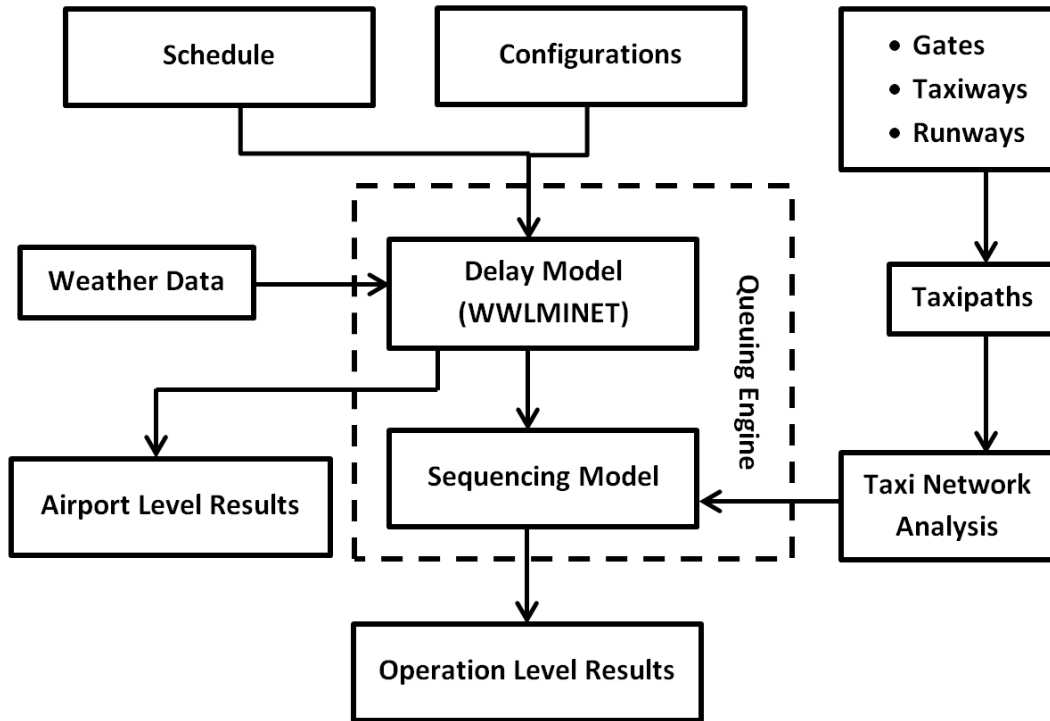 Schedule
Configurations
• Gates
• Taxiways
• Runways
Weather Data
Delay Model
(WWLMINET)
Queuing Engine
Taxipaths
Airport Level Results
Sequencing Model
Taxi Network
Analysis
Operation Level Results